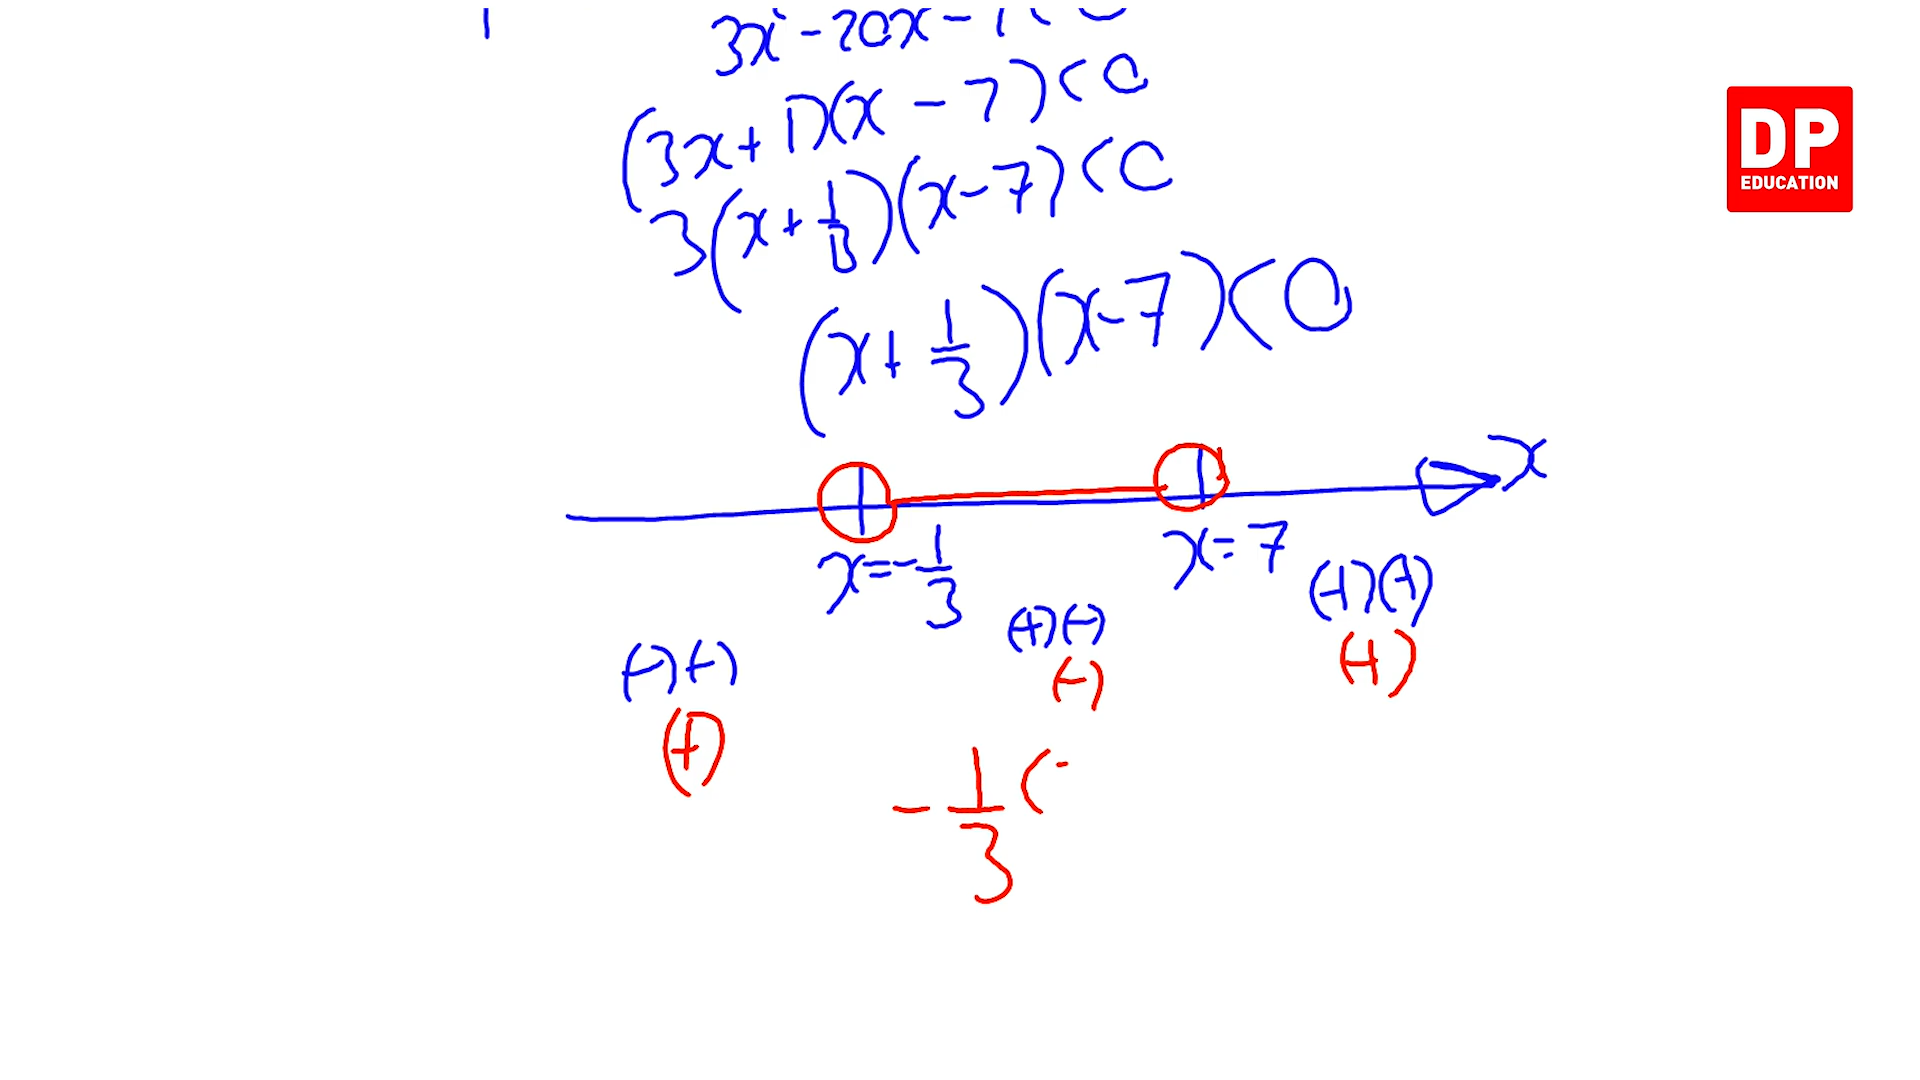 3x² - 20x - 7 < 0
(3x + 1)(x - 7) < 0
3(x + 1/3)(x - 7) < 0
(x + 1/3)(x - 7) < 0
x
x = -1/3
x = 7
(-)(-)
(+)(-)
(+)(+)
(+)
(-)
(+)
- 1/3 <
DP
EDUCATION